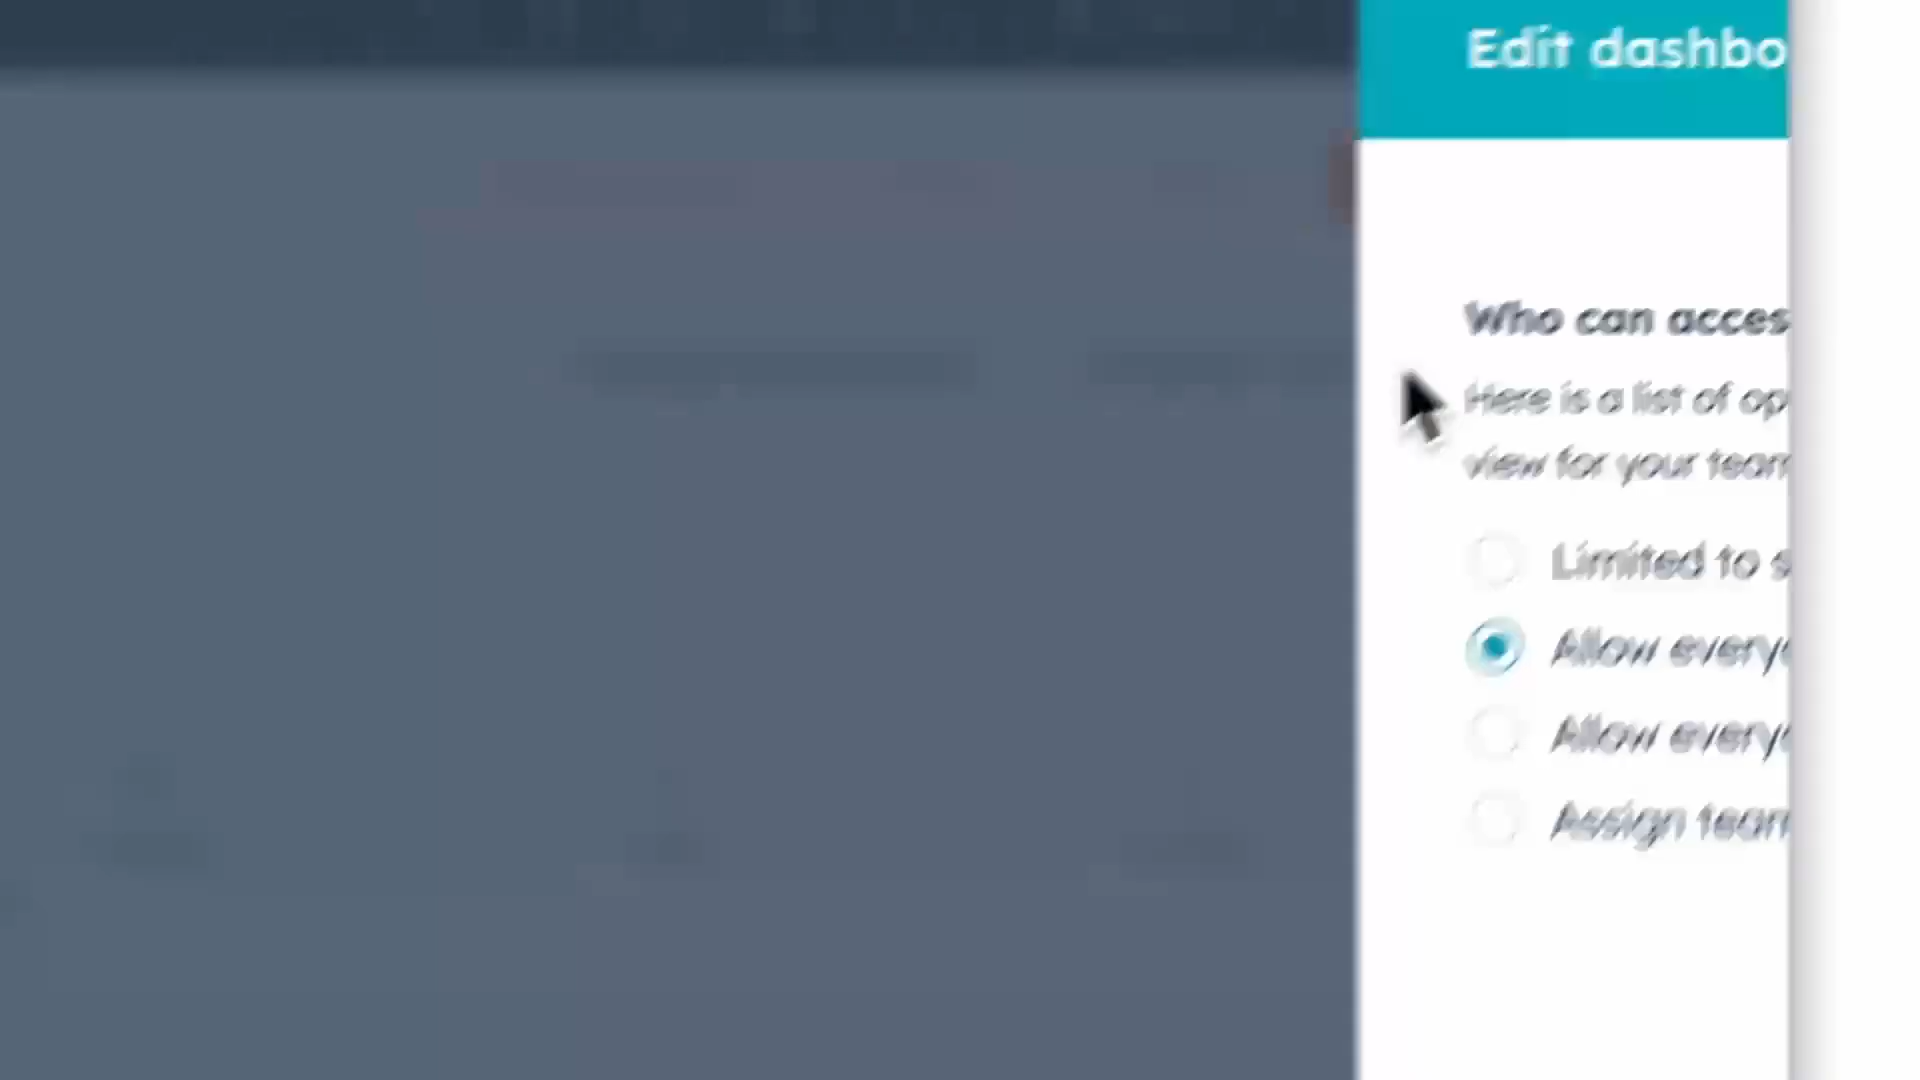 Edit dashbo
Who can acces
Here is a list of op
view for your team
Limited to s
Allow every
Allow every
Assign team